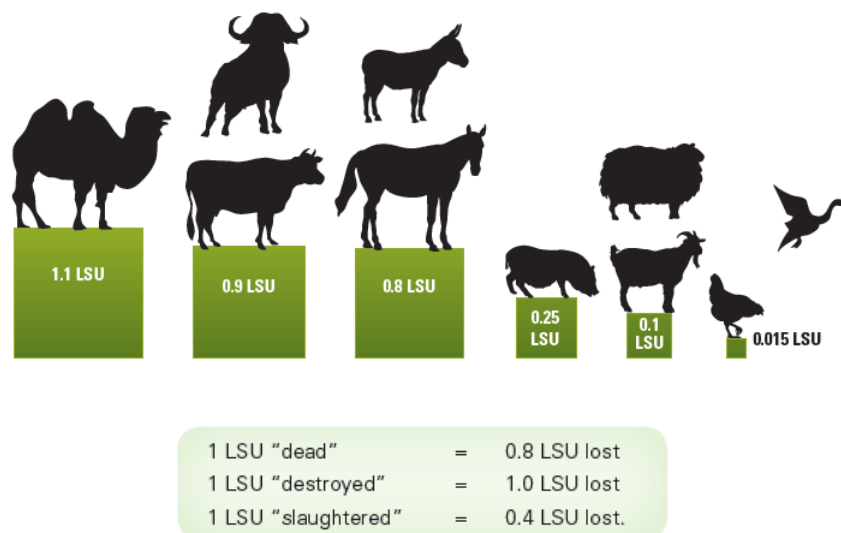 1.1 LSU
0.9 LSU
0.8 LSU
0.25
LSU
0.1
LSU
0.015 LSU
1 LSU “dead” = 0.8 LSU lost
1 LSU “destroyed” = 1.0 LSU lost
1 LSU “slaughtered” = 0.4 LSU lost.